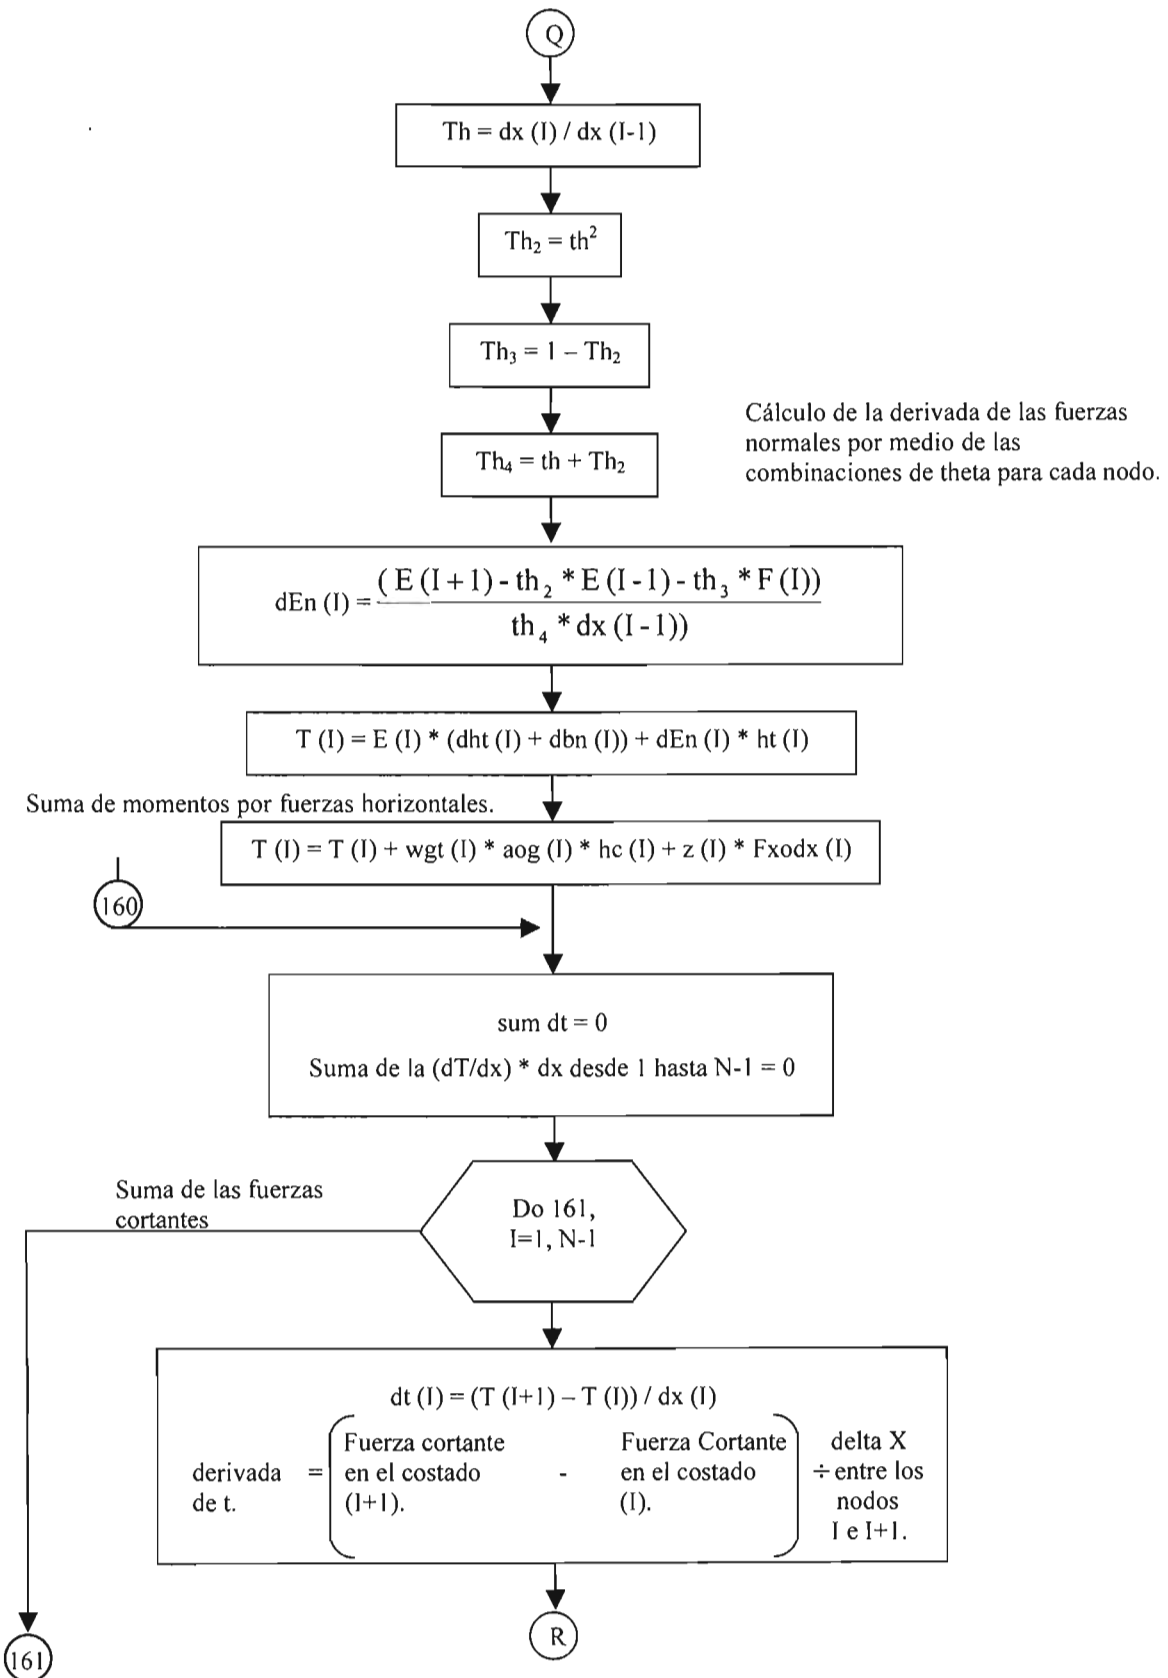 Q
Th = dx (I) / dx (I-1)
Th₂ = th²
Th₃ = 1 – Th₂
Th₄ = th + Th₂
Cálculo de la derivada de las fuerzas
normales por medio de las
combinaciones de theta para cada nodo.
dEn (I) = (E (I+1) - th₂ * E (I-1) - th₃ * F (I))
th₄ * dx (I-1))
T (I) = E (I) * (dht (I) + dbn (I)) + dEn (I) * ht (I)
Suma de momentos por fuerzas horizontales.
T (I) = T (I) + wgt (I) * aog (I) * hc (I) + z (I) * Fxodx (I)
160
sum dt = 0
Suma de la (dT/dx) * dx desde 1 hasta N-1 = 0
Suma de las fuerzas
cortantes
Do 161,
I=1, N-1
dt (I) = (T (I+1) – T (I)) / dx (I)
Fuerza cortante Fuerza Cortante delta X
derivada = en el costado - en el costado ÷ entre los
de t. (I+1). (I). nodos
I e I+1.
R
161